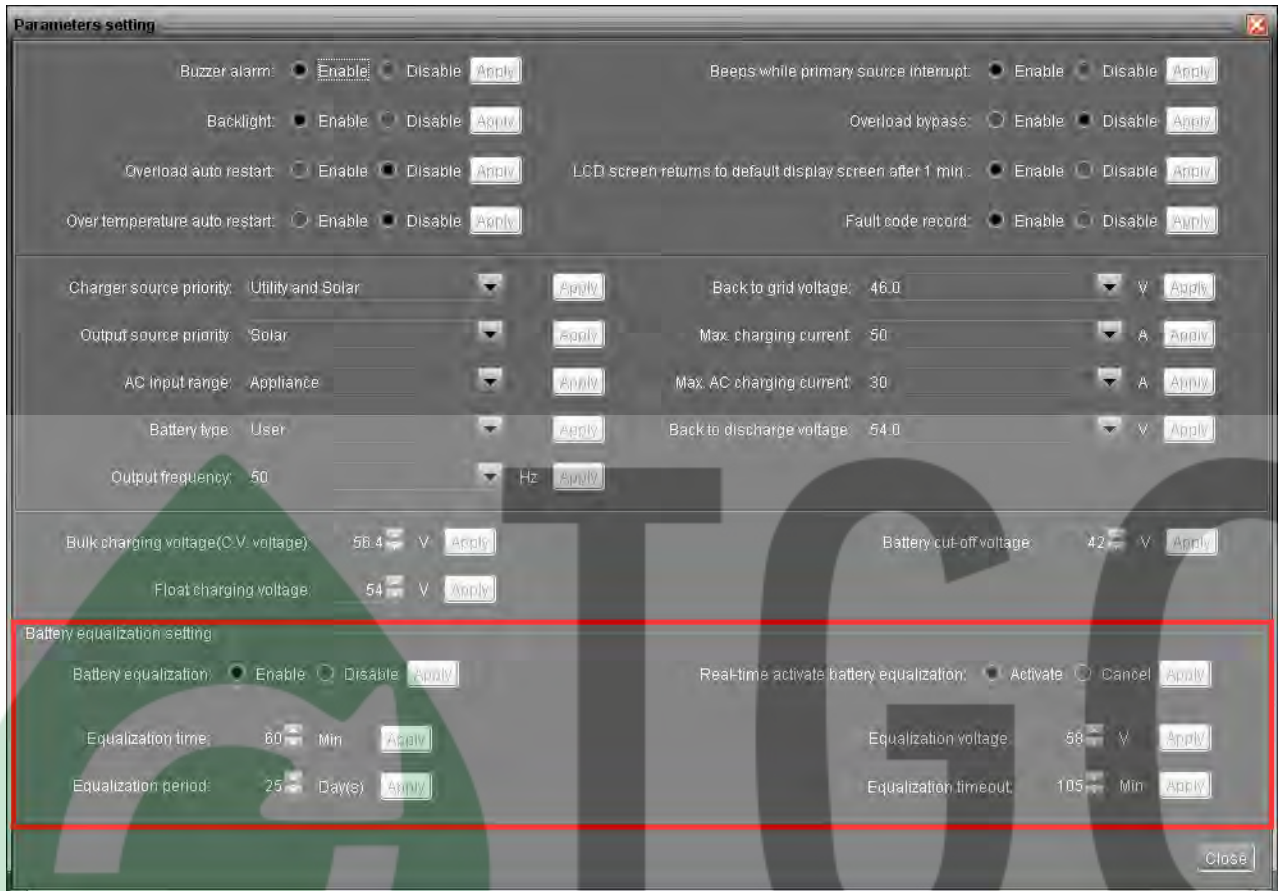 Parameters setting
Buzzer alarm: Enable Disable Apply Beeps while primary source interrupt: Enable Disable Apply
Backlight: Enable Disable Apply Overload bypass: Enable Disable Apply
Overload auto restart: Enable Disable Apply LCD screen returns to default display screen after 1 min.: Enable Disable Apply
Over temperature auto restart: Enable Disable Apply Fault code record: Enable Disable Apply
Charger source priority: Utility and Solar Apply Back to grid voltage: 46.0 V Apply
Output source priority: Solar Apply Max. charging current: 50 A Apply
AC input range: Appliance Apply Max. AC charging current: 30 A Apply
Battery type: User Apply Back to discharge voltage: 54.0 V Apply
Output frequency: 50 Hz Apply
Bulk charging voltage(C.V. voltage): 56.4 V Apply Battery cut-off voltage: 42 V Apply
Float charging voltage: 54 V Apply
Battery equalization setting
Battery equalization: Enable Disable Apply Real-time activate battery equalization: Activate Cancel Apply
Equalization time: 60 Min Apply Equalization voltage: 58 V Apply
Equalization period: 25 Day(s) Apply Equalization timeout: 105 Min Apply
Close